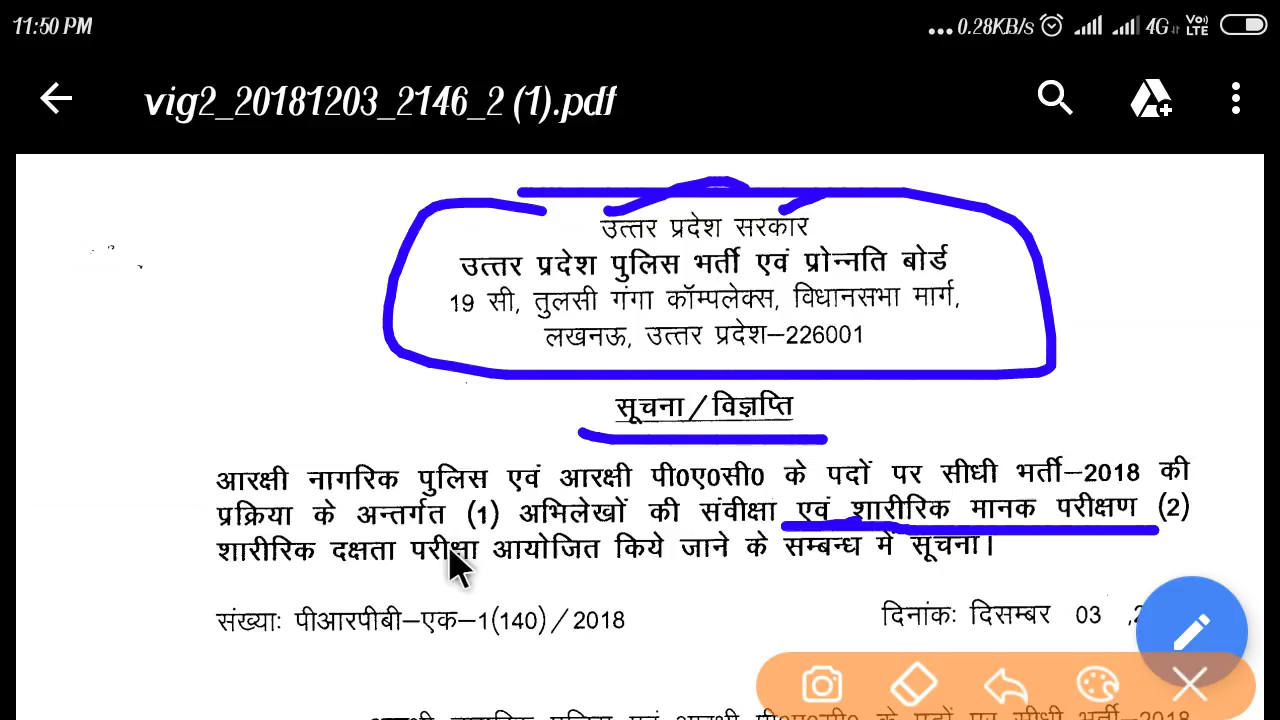 11:50 PM
...0.28KB/s 4G Vo) LTE
vig2_20181203_2146_2 (1).pdf
उत्तर प्रदेश सरकार
उत्तर प्रदेश पुलिस भर्ती एवं प्रोन्नति बोर्ड
19 सी, तुलसी गंगा कॉम्पलेक्स, विधानसभा मार्ग,
लखनऊ, उत्तर प्रदेश–226001
सूचना/विज्ञप्ति
आरक्षी नागरिक पुलिस एवं आरक्षी पी0ए0सी0 के पदों पर सीधी भर्ती–2018 की
प्रक्रिया के अन्तर्गत (1) अभिलेखों की संवीक्षा एवं शारीरिक मानक परीक्षण (2)
शारीरिक दक्षता परीक्षा आयोजित किये जाने के सम्बन्ध में सूचना।
संख्याः पीआरपीबी–एक–1(140)/2018
दिनांकः दिसम्बर 03 ,2